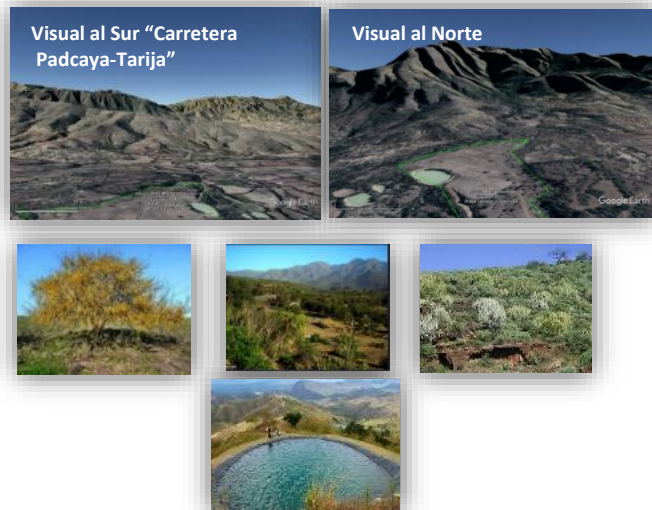 Visual al Sur “Carretera
Padcaya-Tarija”
Visual al Norte
Google Earth
Google Earth